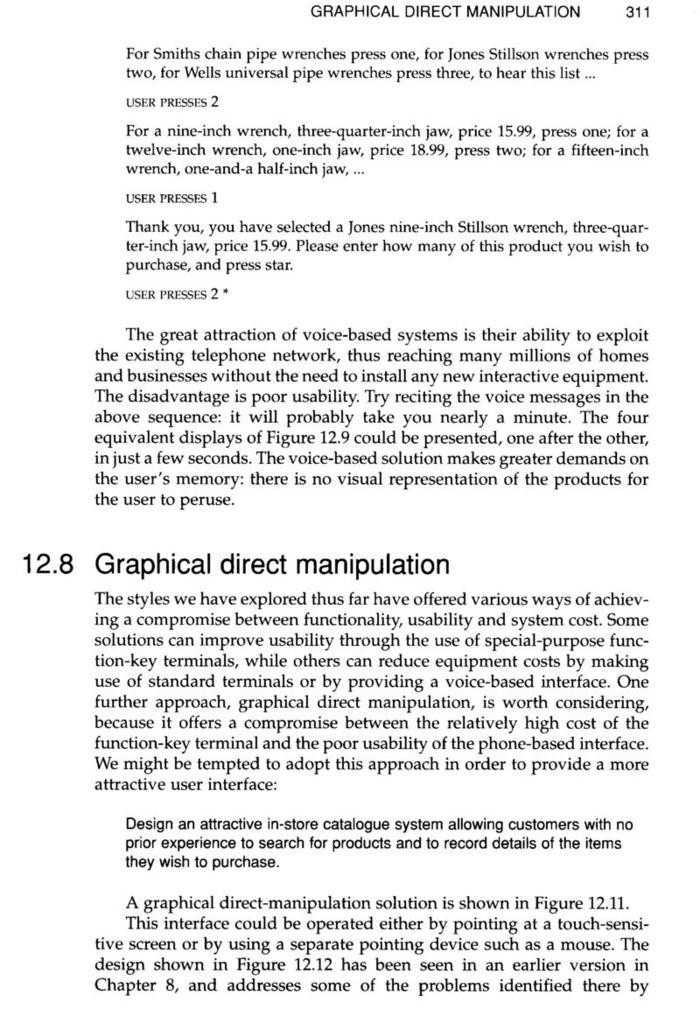 GRAPHICAL DIRECT MANIPULATION 311
For Smiths chain pipe wrenches press one, for Jones Stillson wrenches press
two, for Wells universal pipe wrenches press three, to hear this list ...
USER PRESSES 2
For a nine-inch wrench, three-quarter-inch jaw, price 15.99, press one; for a
twelve-inch wrench, one-inch jaw, price 18.99, press two; for a fifteen-inch
wrench, one-and-a half-inch jaw, ...
USER PRESSES 1
Thank you, you have selected a Jones nine-inch Stillson wrench, three-quar-
ter-inch jaw, price 15.99. Please enter how many of this product you wish to
purchase, and press star.
USER PRESSES 2 *
The great attraction of voice-based systems is their ability to exploit
the existing telephone network, thus reaching many millions of homes
and businesses without the need to install any new interactive equipment.
The disadvantage is poor usability. Try reciting the voice messages in the
above sequence: it will probably take you nearly a minute. The four
equivalent displays of Figure 12.9 could be presented, one after the other,
in just a few seconds. The voice-based solution makes greater demands on
the user's memory: there is no visual representation of the products for
the user to peruse.
12.8 Graphical direct manipulation
The styles we have explored thus far have offered various ways of achiev-
ing a compromise between functionality, usability and system cost. Some
solutions can improve usability through the use of special-purpose func-
tion-key terminals, while others can reduce equipment costs by making
use of standard terminals or by providing a voice-based interface. One
further approach, graphical direct manipulation, is worth considering,
because it offers a compromise between the relatively high cost of the
function-key terminal and the poor usability of the phone-based interface.
We might be tempted to adopt this approach in order to provide a more
attractive user interface:
Design an attractive in-store catalogue system allowing customers with no
prior experience to search for products and to record details of the items
they wish to purchase.
A graphical direct-manipulation solution is shown in Figure 12.11.
This interface could be operated either by pointing at a touch-sensi-
tive screen or by using a separate pointing device such as a mouse. The
design shown in Figure 12.12 has been seen in an earlier version in
Chapter 8, and addresses some of the problems identified there by